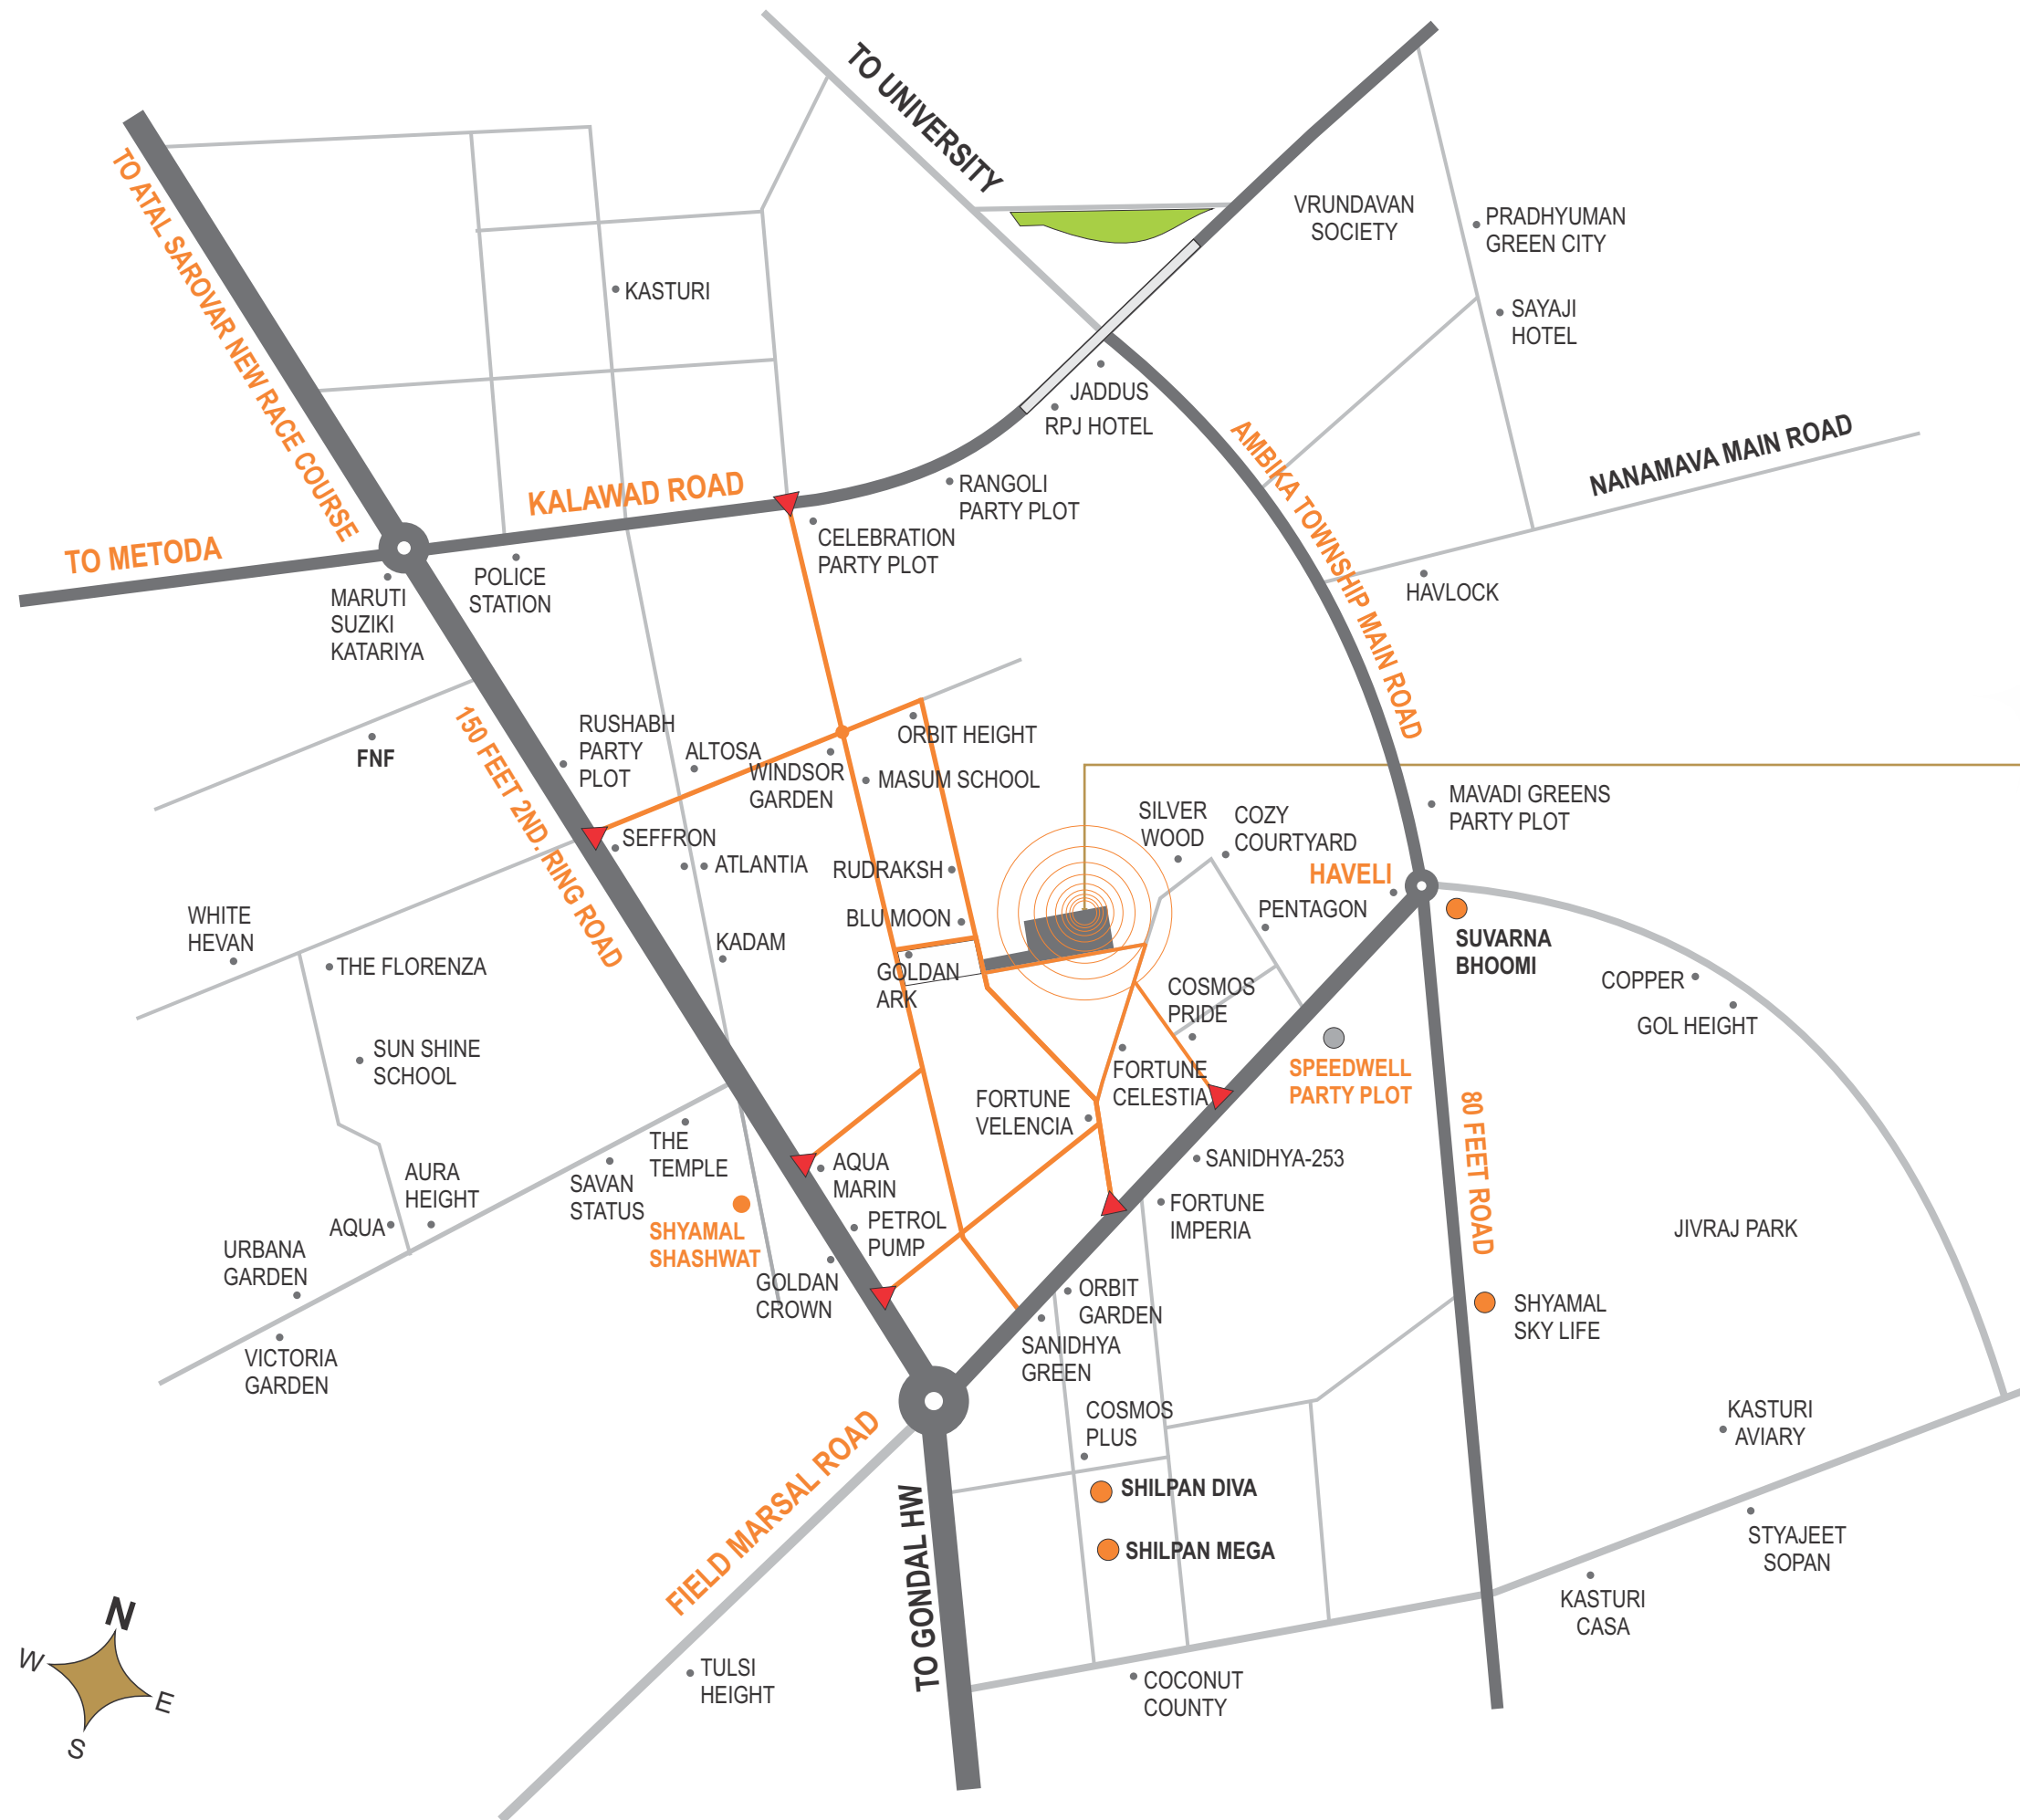 TO UNIVERSITY
TO ATAL SAROVAR NEW RACE COURSE
VRUNDAVAN
SOCIETY
PRADHYUMAN
GREEN CITY
KASTURI
SAYAJI
HOTEL
JADDUS
RPJ HOTEL
AMBIKA TOWNSHIP MAIN ROAD
NANAMAVA MAIN ROAD
KALAWAD ROAD
RANGOLI
PARTY PLOT
CELEBRATION
PARTY PLOT
TO METODA
POLICE
STATION
MARUTI
SUZIKI
KATARIYA
HAVLOCK
FNF
150 FEET 2ND. RING ROAD
RUSHABH
PARTY
PLOT
ALTOSA
WINDSOR
GARDEN
ORBIT HEIGHT
MASUM SCHOOL
SILVER
WOOD
COZY
COURTYARD
MAVADI GREENS
PARTY PLOT
SEFFRON
ATLANTIA
RUDRAKSH
HAVELI
BLU MOON
PENTAGON
SUVARNA
BHOOMI
WHITE
HEVAN
THE FLORENZA
KADAM
GOLDAN
ARK
COSMOS
PRIDE
COPPER
GOL HEIGHT
SUN SHINE
SCHOOL
FORTUNE
CELESTIA
SPEEDWELL
PARTY PLOT
FORTUNE
VELENCIA
80 FEET ROAD
THE
TEMPLE
SANIDHYA-253
AURA
HEIGHT
SAVAN
STATUS
AQUA
MARIN
FORTUNE
IMPERIA
AQUA
SHYAMAL
SHASHWAT
PETROL
PUMP
JIVRAJ PARK
URBANA
GARDEN
GOLDAN
CROWN
ORBIT
GARDEN
SHYAMAL
SKY LIFE
SANIDHYA
GREEN
VICTORIA
GARDEN
COSMOS
PLUS
KASTURI
AVIARY
FIELD MARSAL ROAD
TO GONDAL HW
SHILPAN DIVA
SHILPAN MEGA
STYAJEET
SOPAN
KASTURI
CASA
TULSI
HEIGHT
COCONUT
COUNTY
N
W
E
S